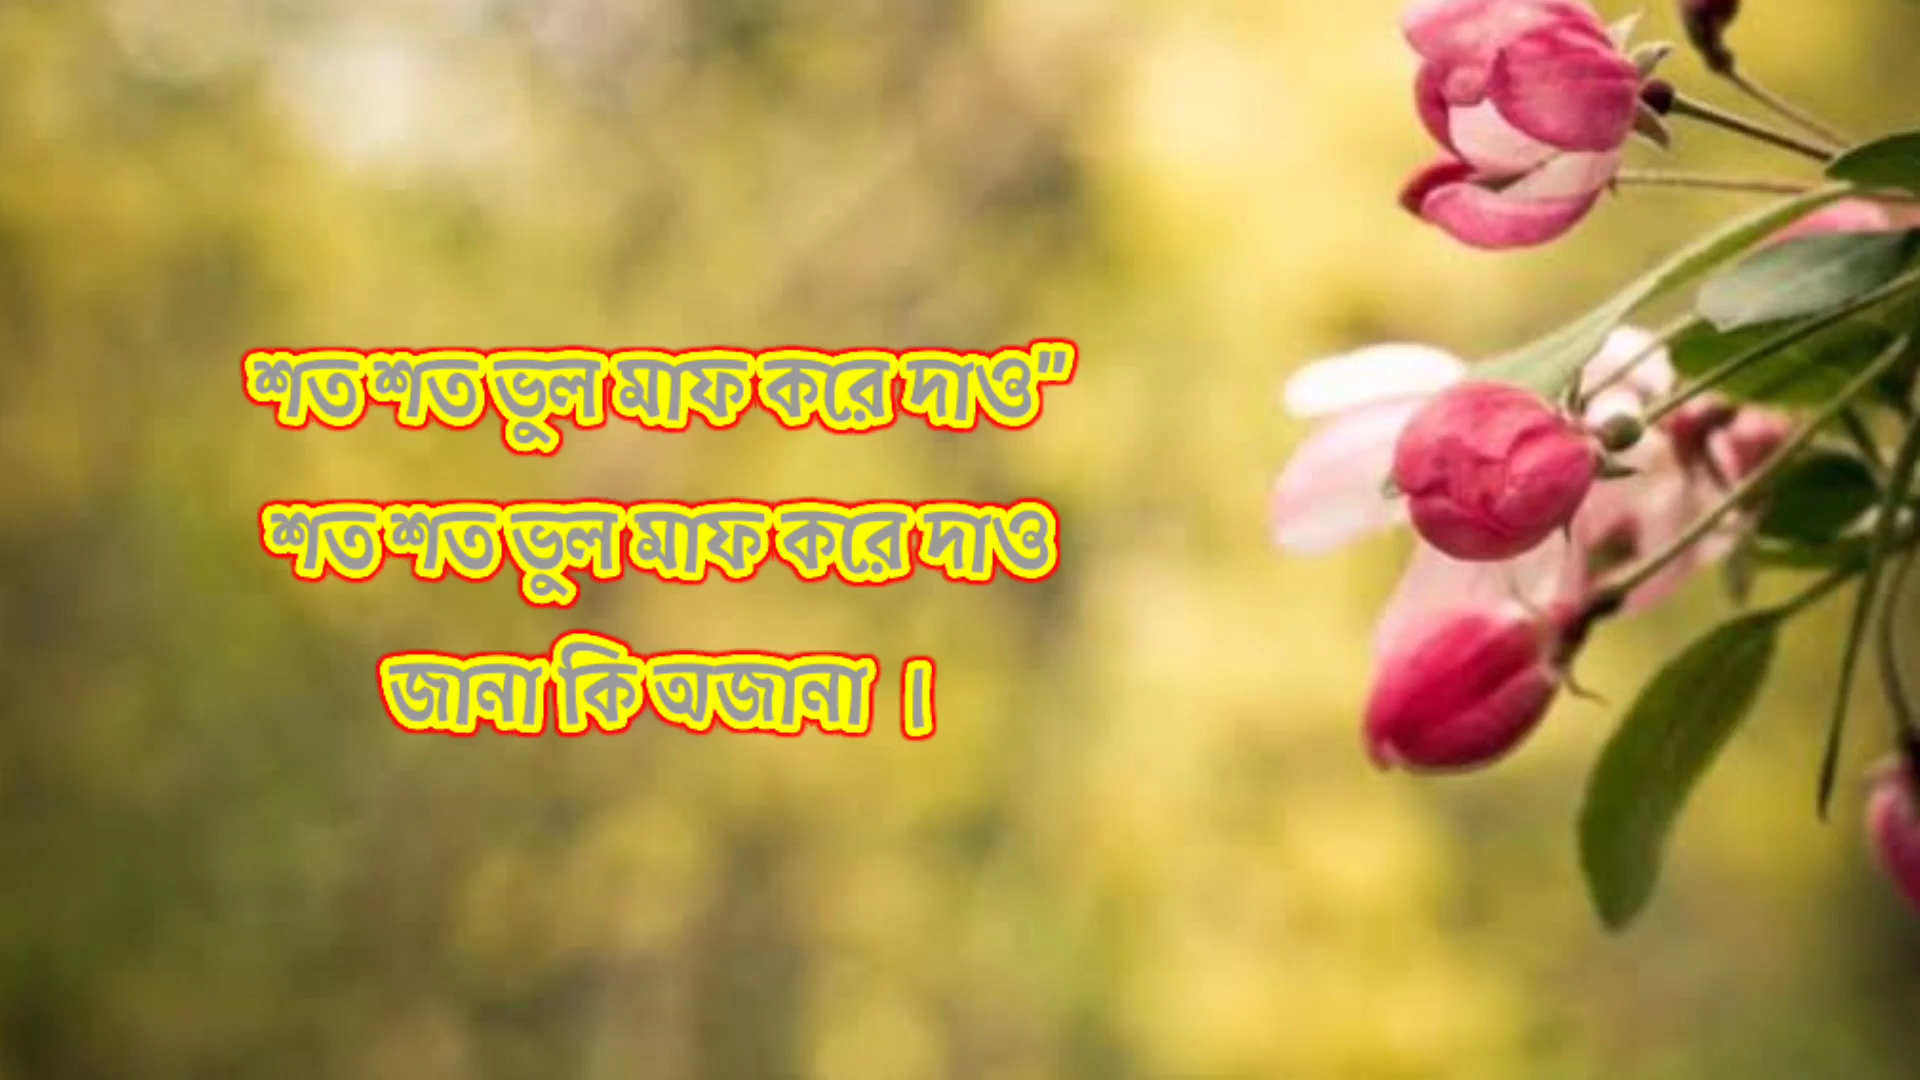 শত শত ভুল মাফ করে দাও"
শত শত ভুল মাফ করে দাও
জানা কি অজানা ।